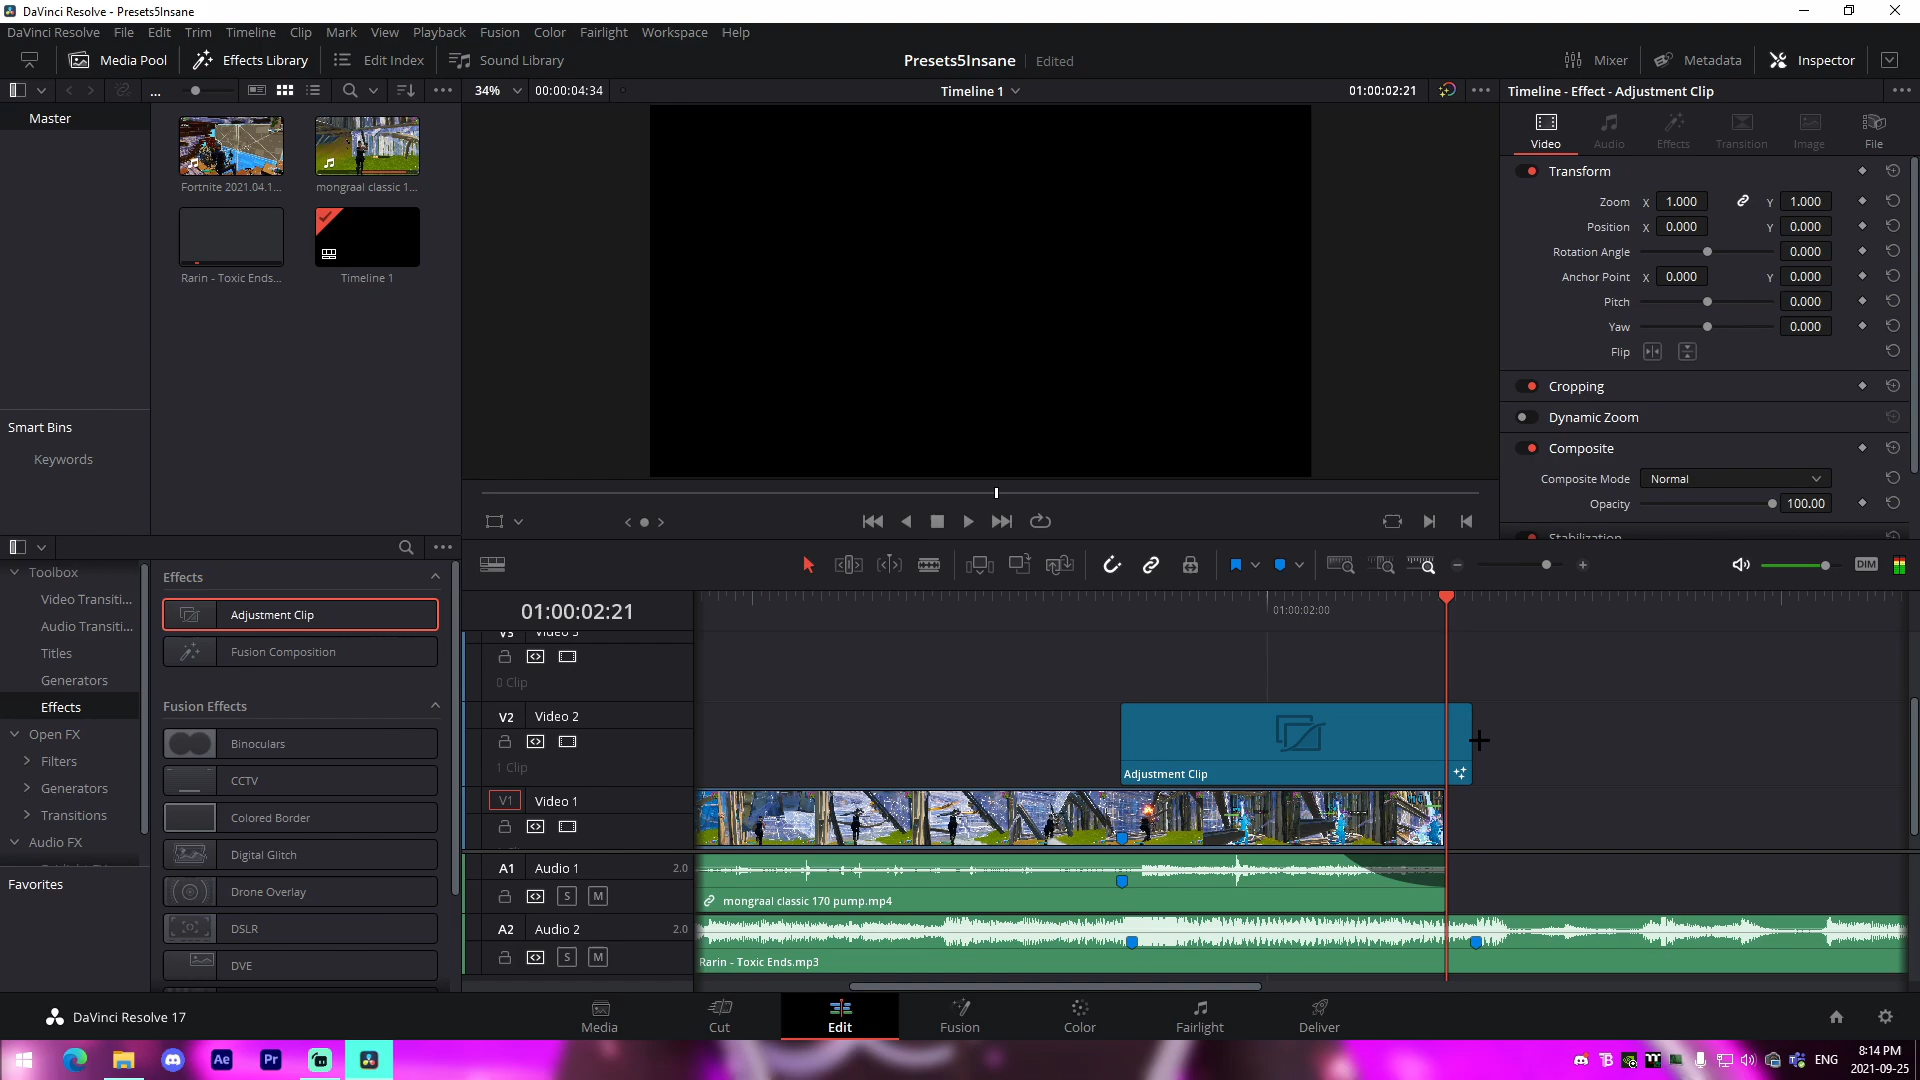 DaVinci Resolve - Presets5Insane
DaVinci Resolve File Edit Trim Timeline Clip Mark View Playback Fusion Color Fairlight Workspace Help
Media Pool Effects Library Edit Index Sound Library Presets5Insane Edited Mixer Metadata Inspector
... 34% 00:00:04:34 Timeline 1 01:00:02:21 Timeline - Effect - Adjustment Clip
Master
Fortnite 2021.04.1... mongraal classic 1...
Rarin - Toxic Ends... Timeline 1
Smart Bins
Keywords
Video Audio Effects Transition Image File
Transform
Zoom X 1.000 Y 1.000
Position X 0.000 Y 0.000
Rotation Angle 0.000
Anchor Point X 0.000 Y 0.000
Pitch 0.000
Yaw 0.000
Flip
Cropping
Dynamic Zoom
Composite
Composite Mode Normal
Opacity 100.00
Stabilization
Toolbox
Video Transiti...
Audio Transiti...
Titles
Generators
Effects
Open FX
Filters
Generators
Transitions
Audio FX
Favorites
Effects
Adjustment Clip
Fusion Composition
Fusion Effects
Binoculars
CCTV
Colored Border
Digital Glitch
Drone Overlay
DSLR
DVE
DIM
01:00:02:21 01:00:02:00
V3 Video 3
0 Clip
V2 Video 2
1 Clip
Adjustment Clip
V1 Video 1
A1 Audio 1 2.0
S M
mongraal classic 170 pump.mp4
A2 Audio 2 2.0
S M
Rarin - Toxic Ends.mp3
DaVinci Resolve 17 Media Cut Edit Fusion Color Fairlight Deliver
Ae Pr
ENG 8:14 PM
2021-09-25